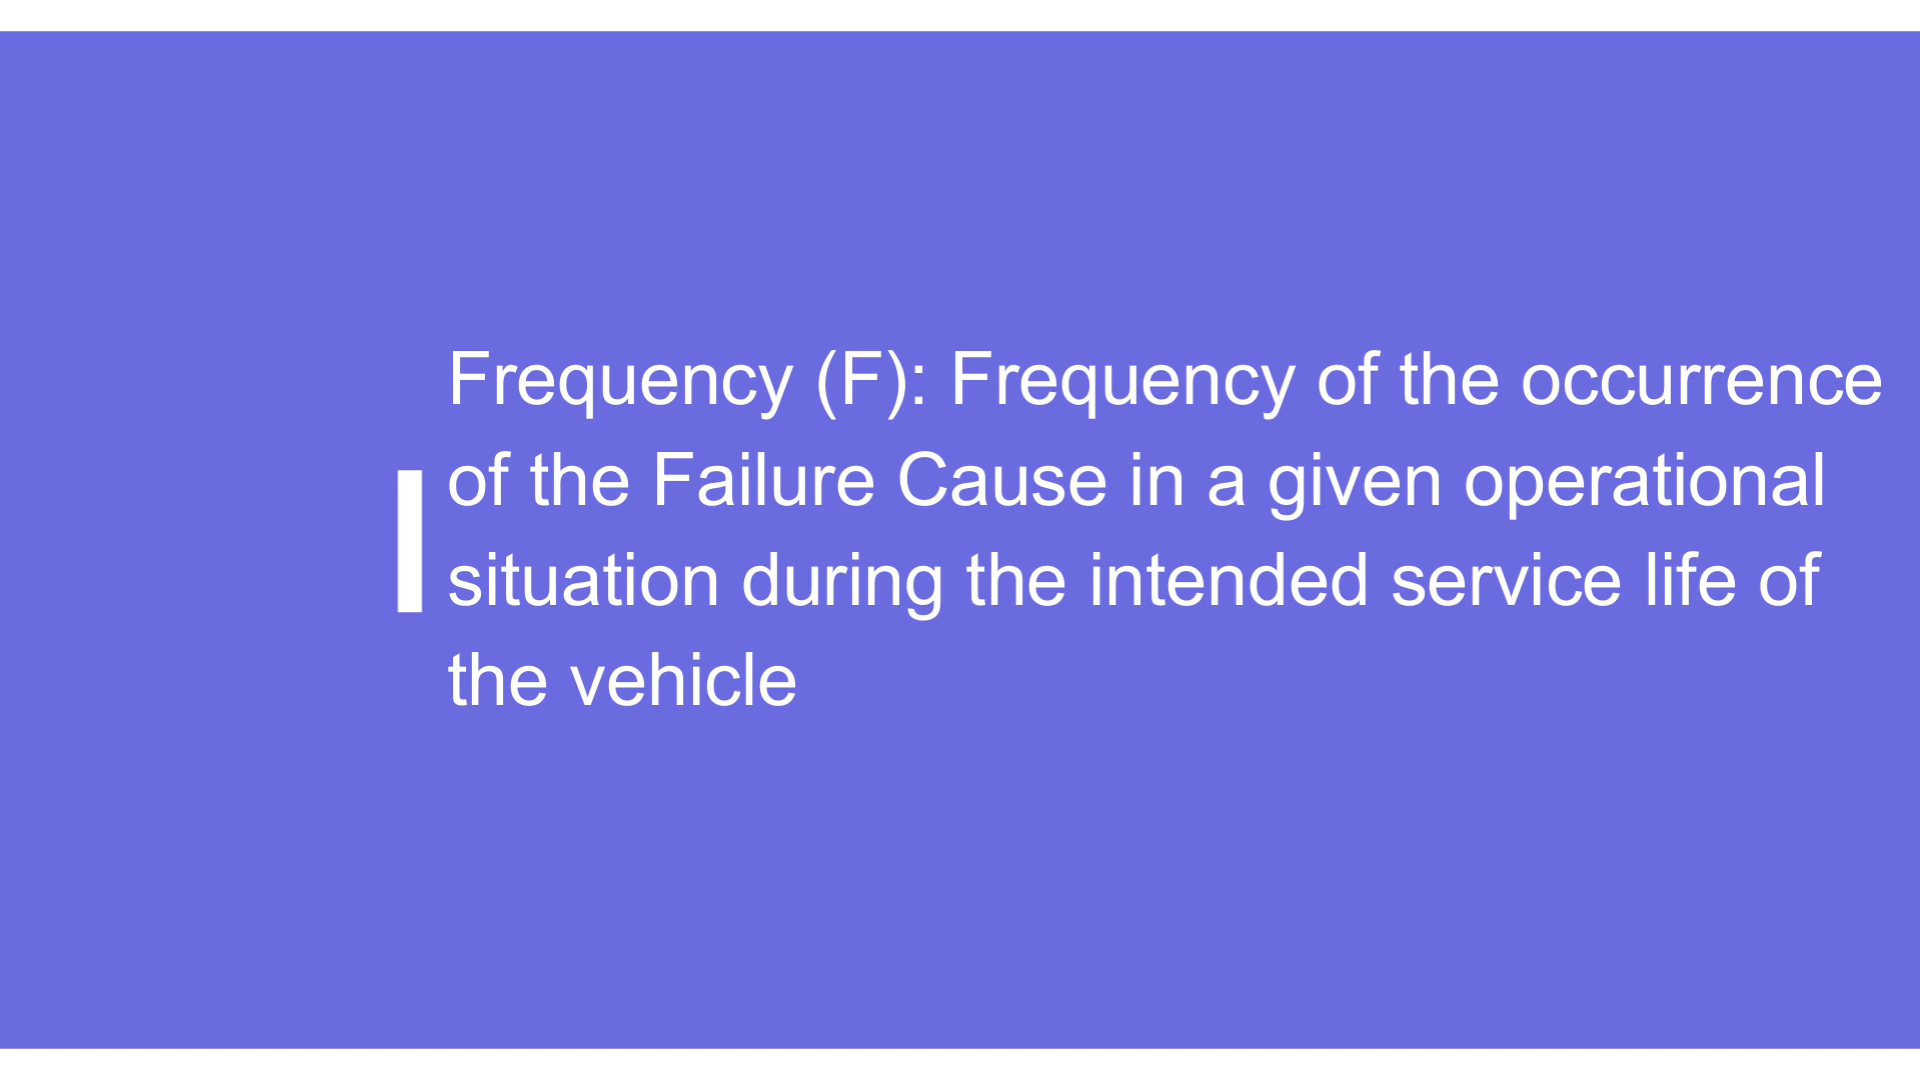 Frequency (F): Frequency of the occurrence
of the Failure Cause in a given operational
situation during the intended service life of
the vehicle